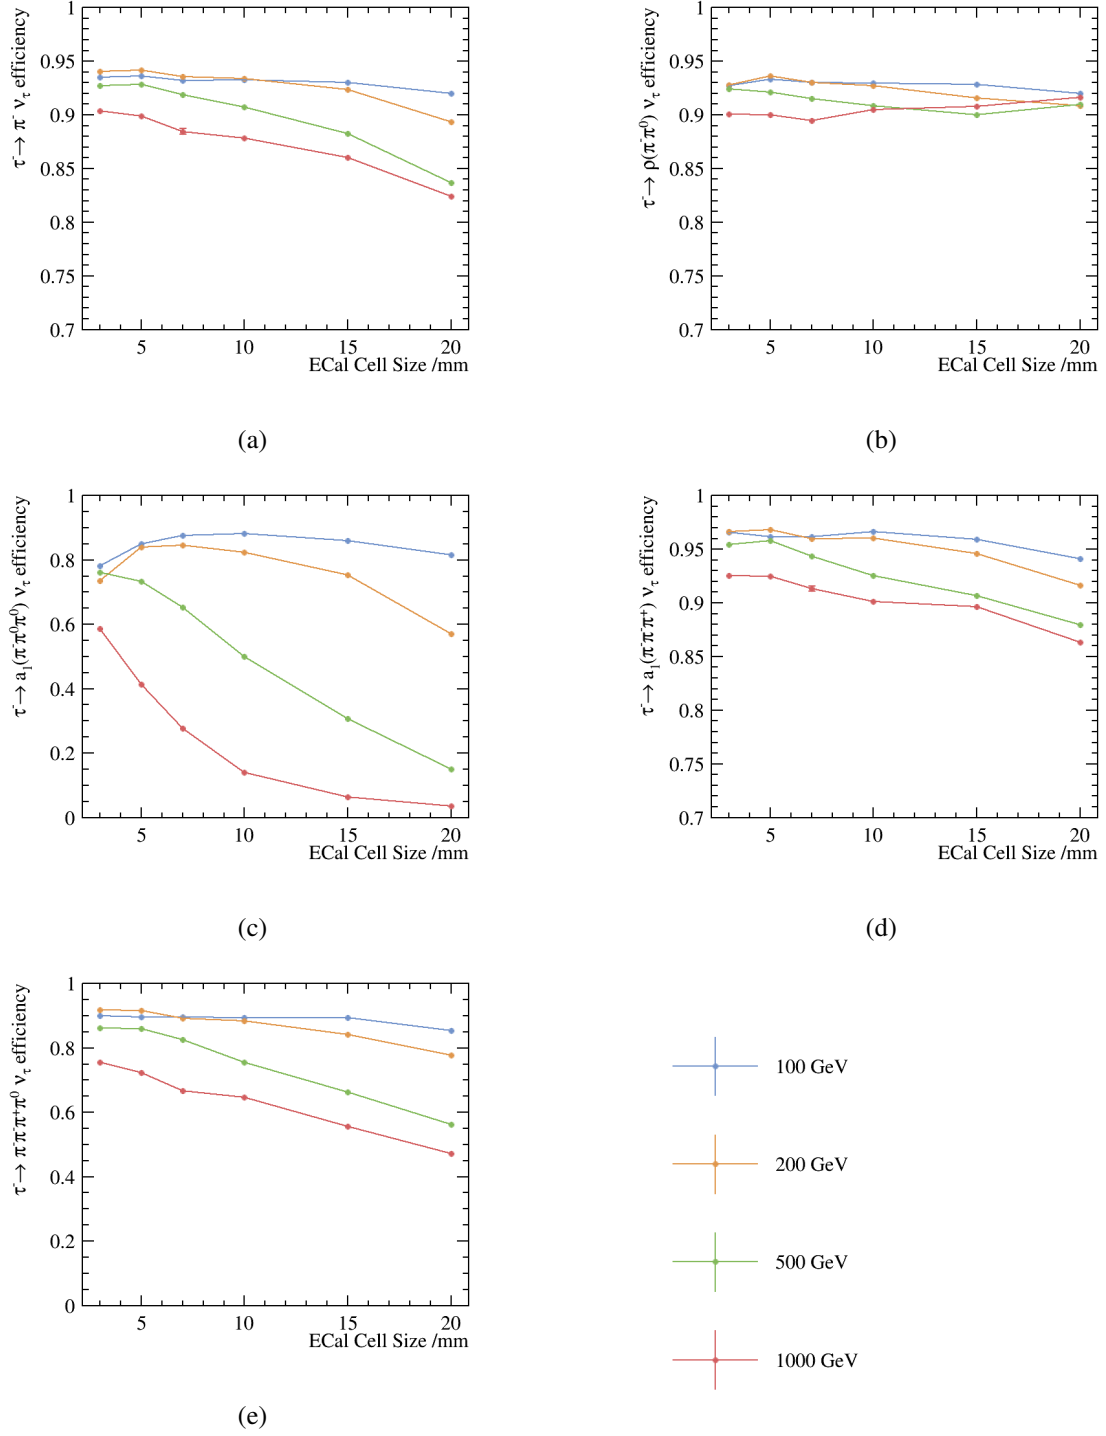 τ⁻→ π⁻ ν_τ efficiency
0.7
0.75
0.8
0.85
0.9
0.95
1
5
10
15
20
ECal Cell Size /mm
(a)
τ⁻→ ρ(π⁻π⁰) ν_τ efficiency
0.7
0.75
0.8
0.85
0.9
0.95
1
5
10
15
20
ECal Cell Size /mm
(b)
τ⁻→ a₁(π⁻π⁰π⁰) ν_τ efficiency
0
0.2
0.4
0.6
0.8
1
5
10
15
20
ECal Cell Size /mm
(c)
τ⁻→ a₁(π⁻π⁻π⁺) ν_τ efficiency
0.7
0.75
0.8
0.85
0.9
0.95
1
5
10
15
20
ECal Cell Size /mm
(d)
τ⁻→ π⁻π⁻π⁺π⁰ ν_τ efficiency
0
0.2
0.4
0.6
0.8
1
5
10
15
20
ECal Cell Size /mm
(e)
100 GeV
200 GeV
500 GeV
1000 GeV